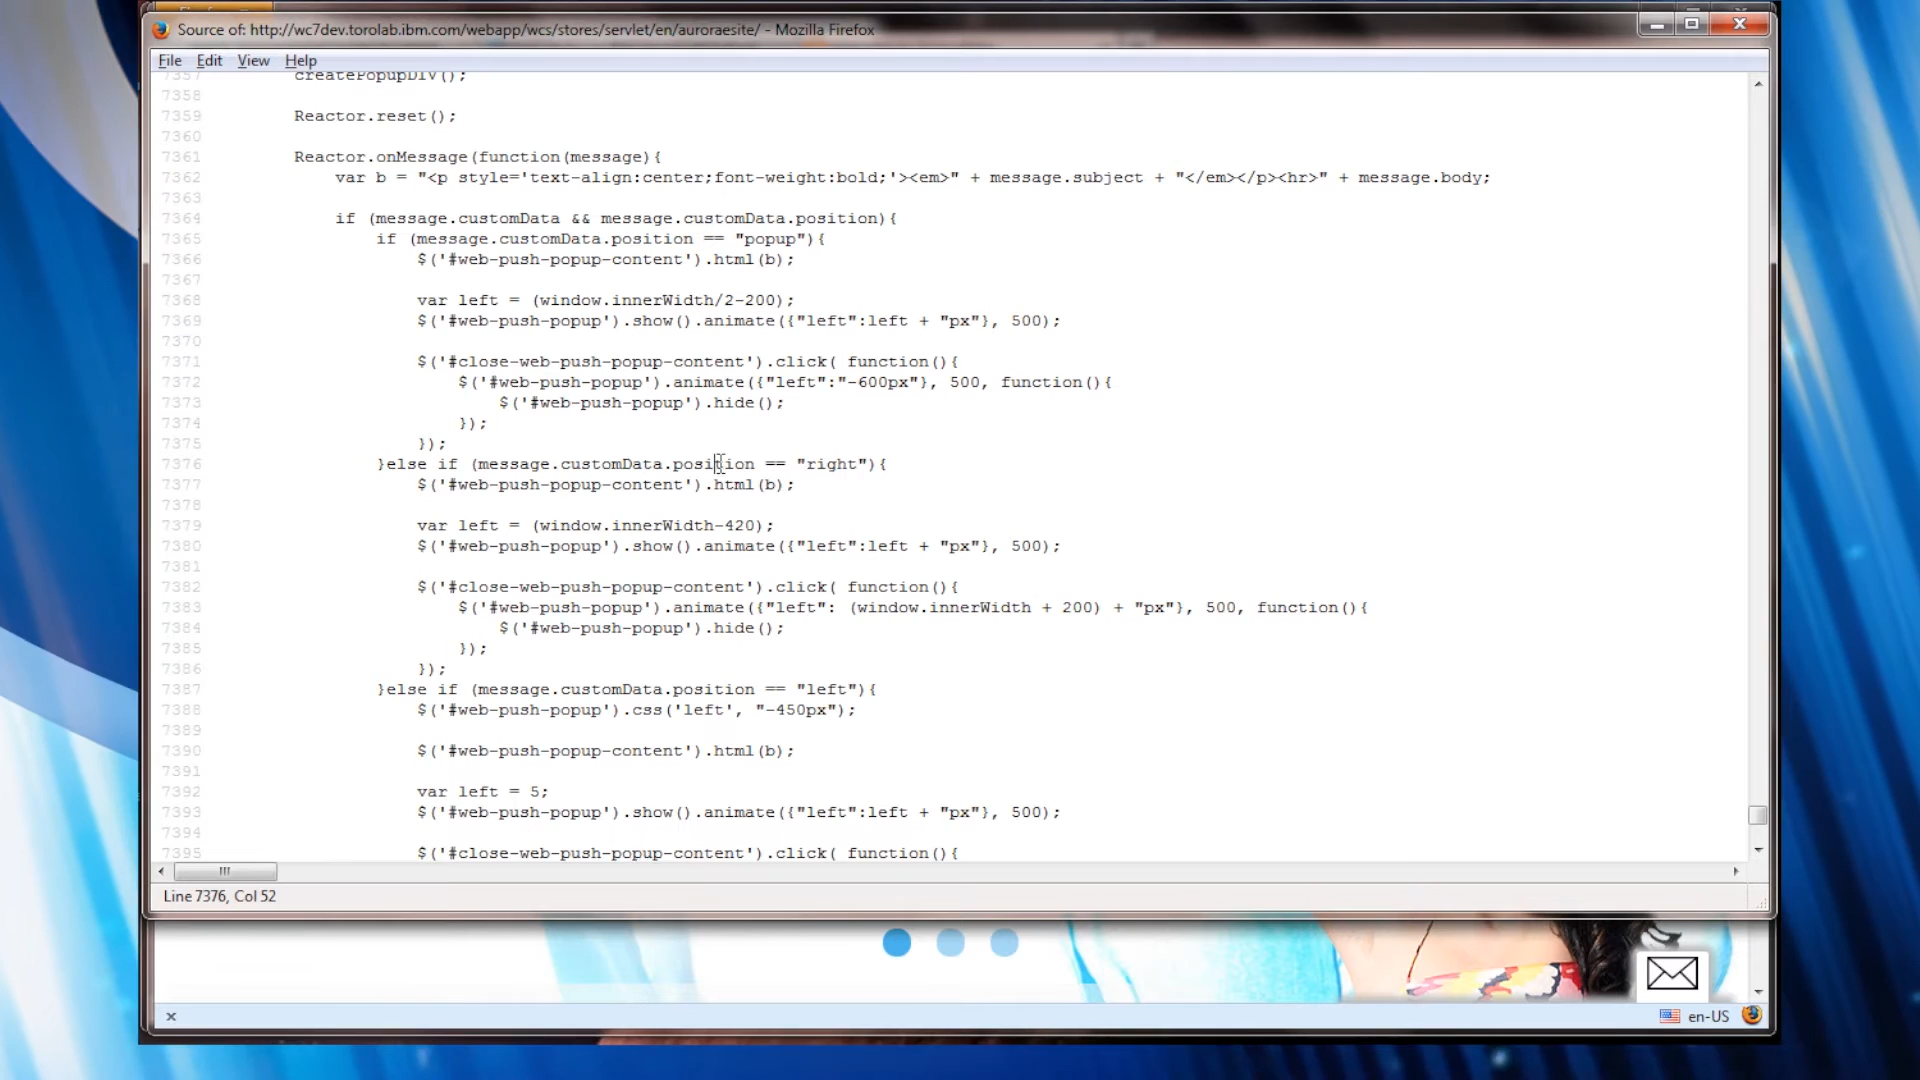 Source of: http://wc7dev.torolab.ibm.com/webapp/wcs/stores/servlet/en/auroraesite/ - Mozilla Firefox
File Edit View Help
7357 createPopupDiv();
7358
7359 Reactor.reset();
7360
7361 Reactor.onMessage(function(message){
7362 var b = "<p style='text-align:center;font-weight:bold;'><em>" + message.subject + "</em></p><hr>" + message.body;
7363
7364 if (message.customData && message.customData.position){
7365 if (message.customData.position == "popup"){
7366 $('#web-push-popup-content').html(b);
7367
7368 var left = (window.innerWidth/2-200);
7369 $('#web-push-popup').show().animate({"left":left + "px"}, 500);
7370
7371 $('#close-web-push-popup-content').click( function(){
7372 $('#web-push-popup').animate({"left":"-600px"}, 500, function(){
7373 $('#web-push-popup').hide();
7374 });
7375 });
7376 }else if (message.customData.position == "right"){
7377 $('#web-push-popup-content').html(b);
7378
7379 var left = (window.innerWidth-420);
7380 $('#web-push-popup').show().animate({"left":left + "px"}, 500);
7381
7382 $('#close-web-push-popup-content').click( function(){
7383 $('#web-push-popup').animate({"left": (window.innerWidth + 200) + "px"}, 500, function(){
7384 $('#web-push-popup').hide();
7385 });
7386 });
7387 }else if (message.customData.position == "left"){
7388 $('#web-push-popup').css('left', "-450px");
7389
7390 $('#web-push-popup-content').html(b);
7391
7392 var left = 5;
7393 $('#web-push-popup').show().animate({"left":left + "px"}, 500);
7394
7395 $('#close-web-push-popup-content').click( function(){
Line 7376, Col 52
en-US